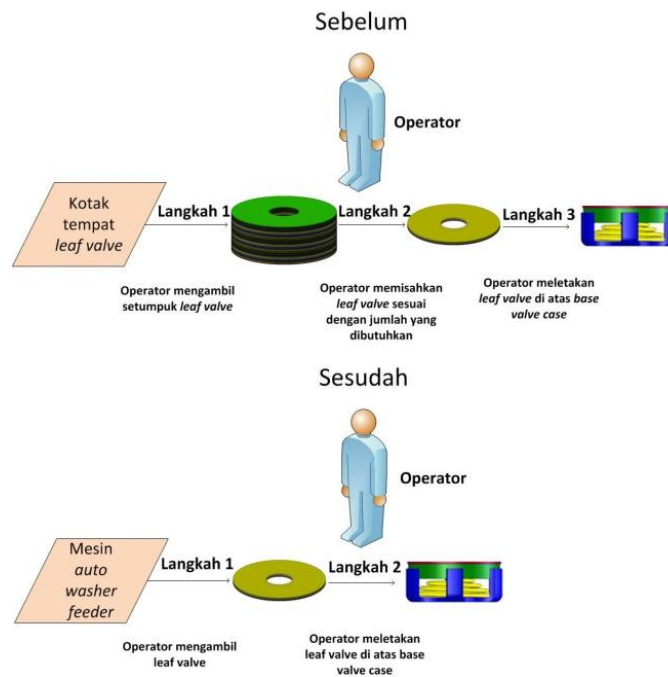 Sebelum
Operator
Kotak
tempat
leaf valve
Langkah 1
Langkah 2
Langkah 3
Operator mengambil
setumpuk leaf valve
Operator memisahkan
leaf valve sesuai
dengan jumlah yang
dibutuhkan
Operator meletakan
leaf valve di atas base
valve case
Sesudah
Operator
Mesin
auto
washer
feeder
Langkah 1
Langkah 2
Operator mengambil
leaf valve
Operator meletakan
leaf valve di atas base
valve case